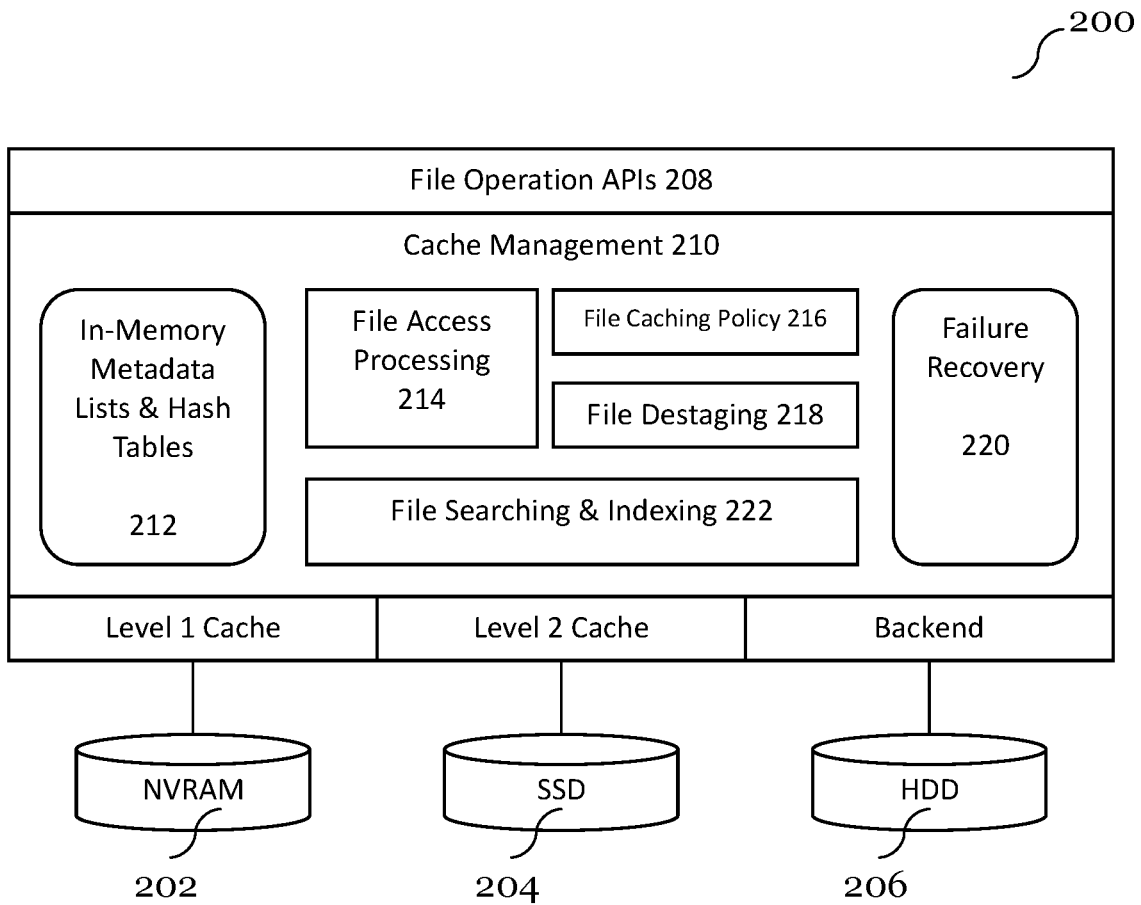 200
File Operation APIs 208
Cache Management 210
In-Memory
Metadata
Lists & Hash
Tables
212
File Access
Processing
214
File Caching Policy 216
File Destaging 218
File Searching & Indexing 222
Failure
Recovery
220
Level 1 Cache
Level 2 Cache
Backend
NVRAM
SSD
HDD
202
204
206